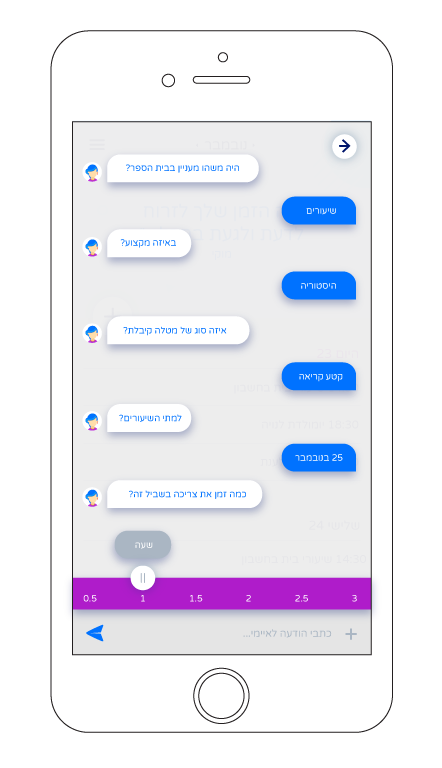 היה משהו מעניין בבית הספר?
שיעורים
באיזה מקצוע?
היסטוריה
איזה סוג של מטלה קיבלת?
קטע קריאה
למתי השיעורים?
25 בנובמבר
כמה זמן את צריכה בשביל זה?
שעה
0.5 1 1.5 2 2.5 3
כתבי הודעה לאיימי...